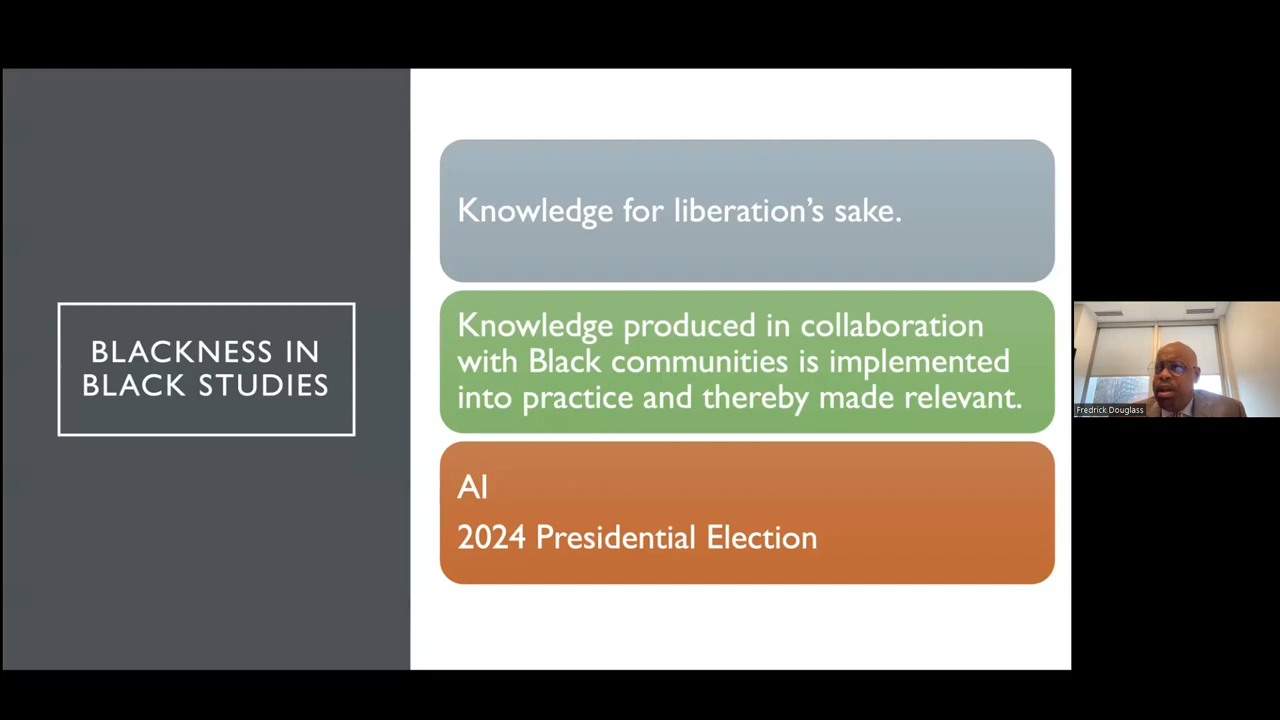 BLACKNESS IN
BLACK STUDIES
Knowledge for liberation’s sake.
Knowledge produced in collaboration
with Black communities is implemented
into practice and thereby made relevant.
AI
2024 Presidential Election
Fredrick Douglass